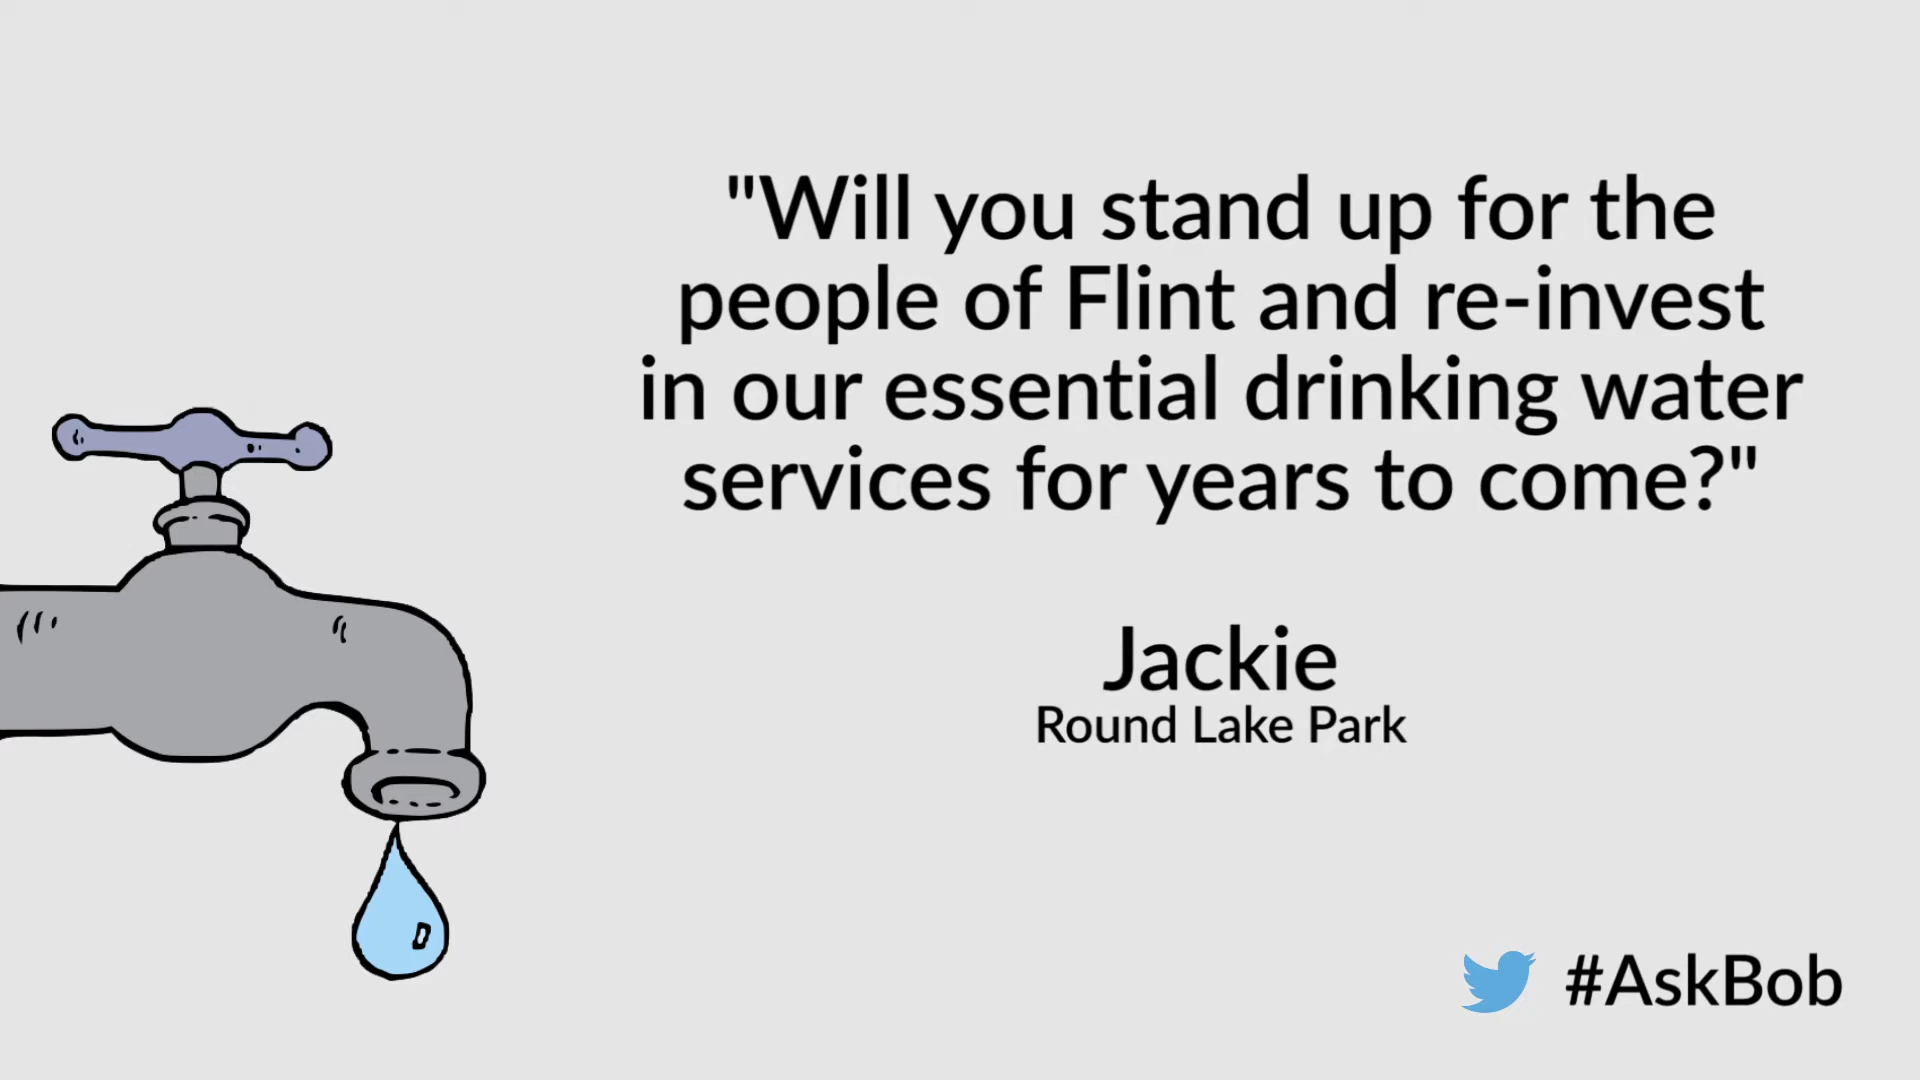 "Will you stand up for the
people of Flint and re-invest
in our essential drinking water
services for years to come?"
Jackie
Round Lake Park
#AskBob